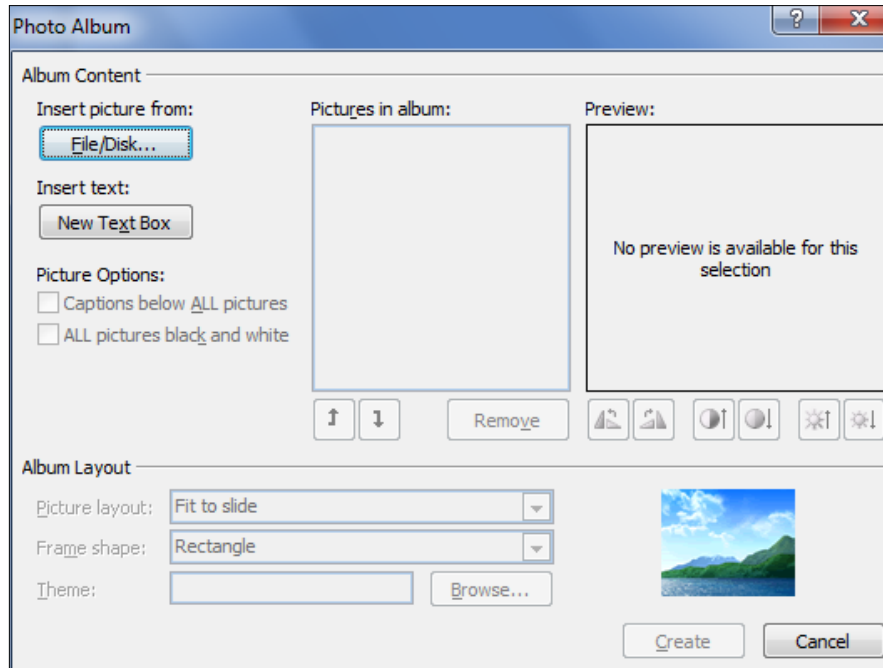 Photo Album
Album Content
Insert picture from:
File/Disk...
Insert text:
New Text Box
Picture Options:
Captions below ALL pictures
ALL pictures black and white
Pictures in album:
Remove
Preview:
No preview is available for this
selection
Album Layout
Picture layout: Fit to slide
Frame shape: Rectangle
Theme:
Browse...
Create
Cancel